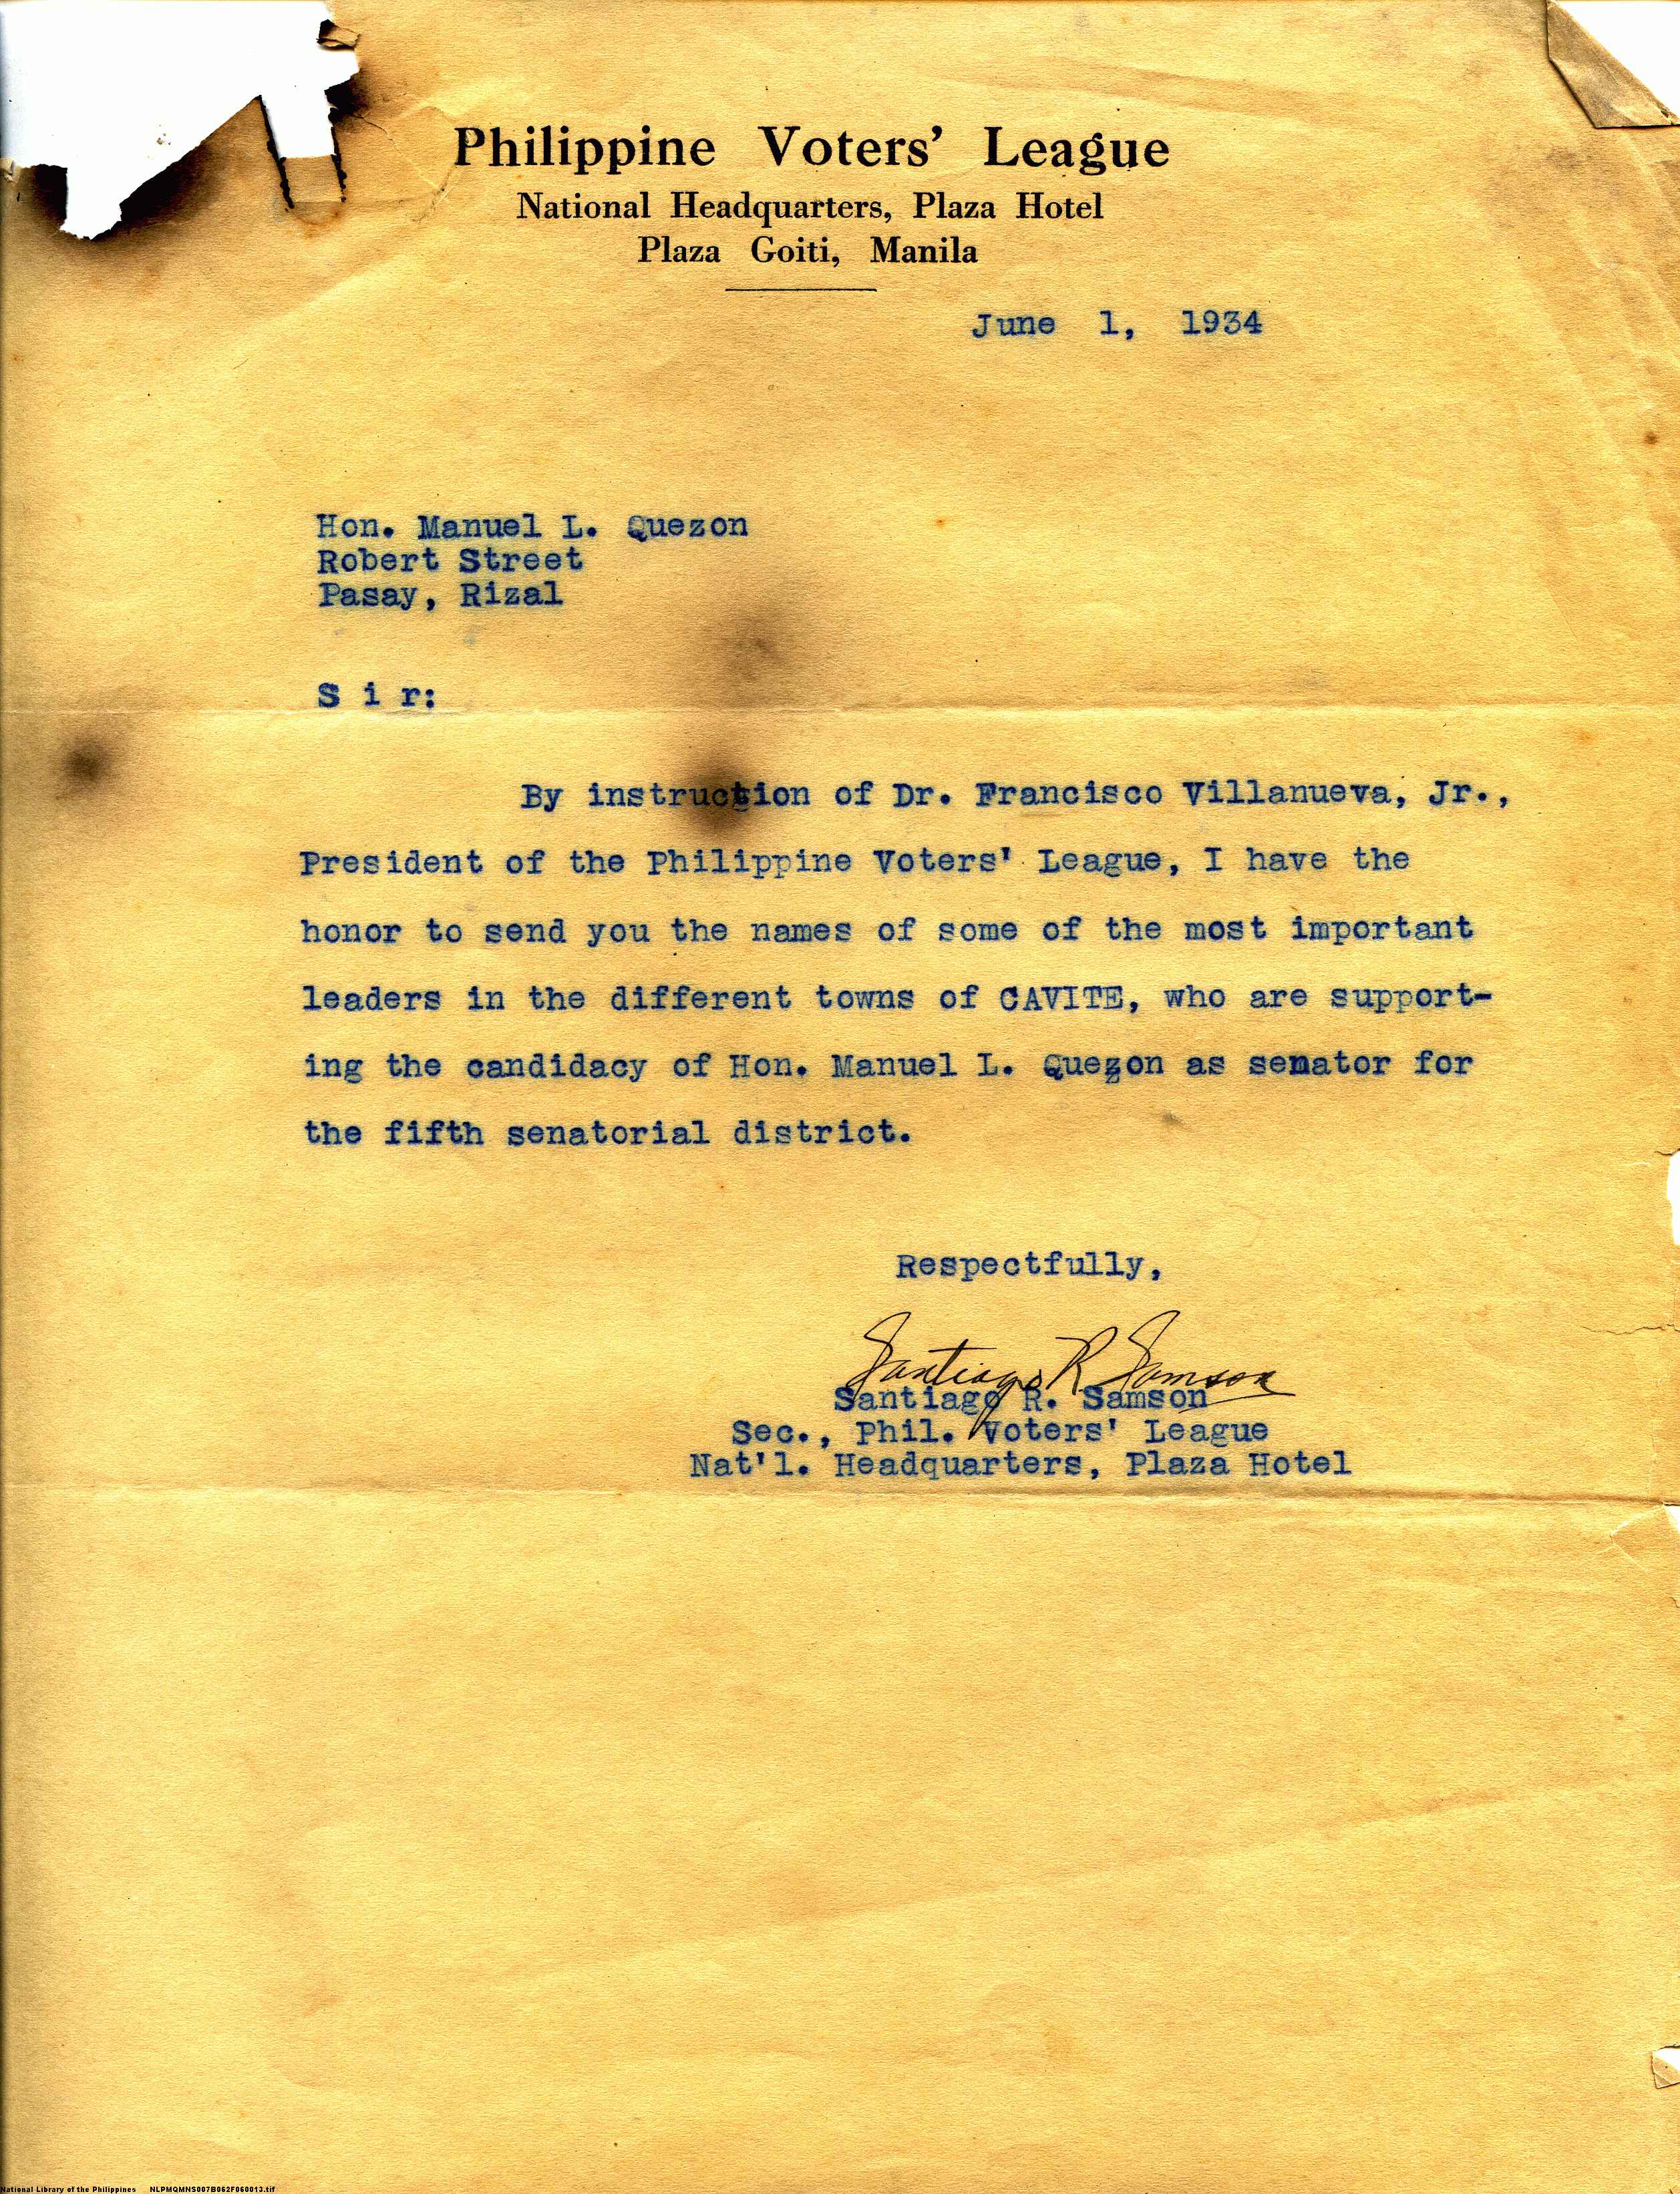 Philippine Voters' League
National Headquarters, Plaza Hotel
Plaza Goiti, Manila
June 1, 1934
Hon. Manuel L. Quezon
Robert Street
Pasay, Rizal
S i r:
By instruction of Dr. Francisco Villanueva, Jr.,
President of the Philippine Voters' League, I have the
honor to send you the names of some of the most important
leaders in the different towns of CAVITE, who are support-
ing the candidacy of Hon. Manuel L. Quezon as senator for
the fifth senatorial district.
Respectfully,
Santiago R Samson
Santiago R. Samson
Sec., Phil. Voters' League
Nat'l. Headquarters, Plaza Hotel
National Library of the Philippines NLPMQMNS007B062F060013.tif